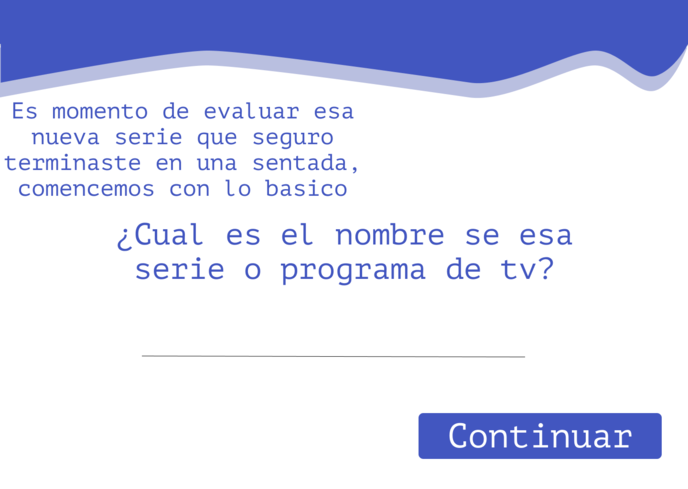 Es momento de evaluar esa
nueva serie que seguro
terminaste en una sentada,
comencemos con lo basico
¿Cual es el nombre se esa
serie o programa de tv?
Continuar